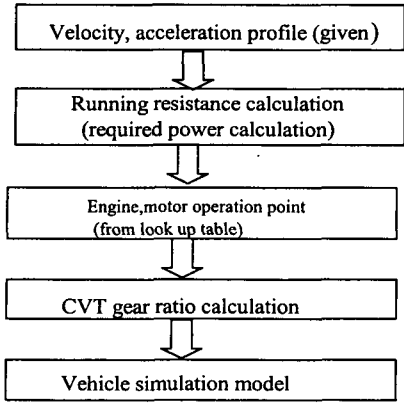 Velocity, acceleration profile (given)
Running resistance calculation
(required power calculation)
Engine,motor operation point
(from look up table)
CVT gear ratio calculation
Vehicle simulation model